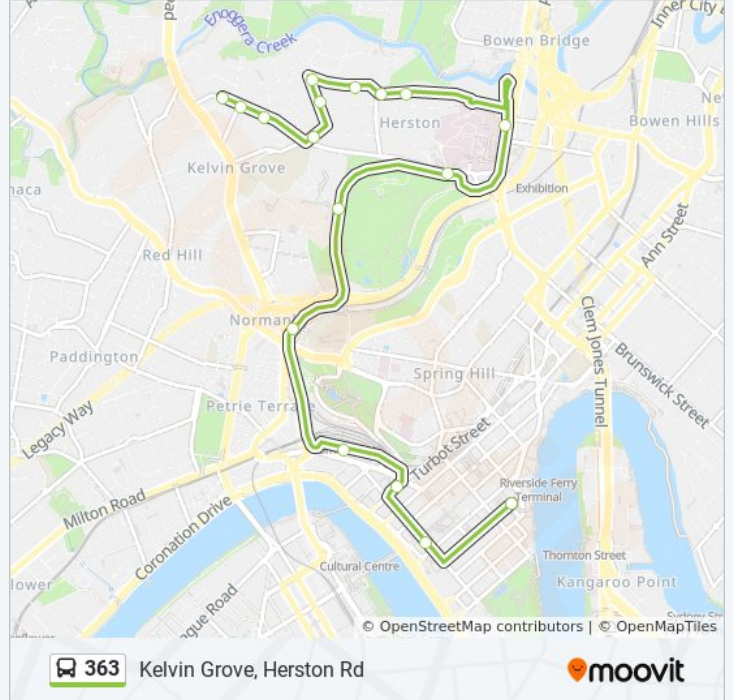 Enoggera
Creek
Inner City
Bowen Bridge
Bowen Hills
Herston
Kelvin Grove
Exhibition
Red Hill
Ann Street
Clem Jones Tunnel
Paddington
Spring Hill
Brunswick Street
Petrie Terrace
Legacy Way
Turbot Street
Milton Road
Riverside Ferry
Terminal
Coronation Drive
Thornton Street
Cultural Centre
Kangaroo Point
© OpenStreetMap contributors | © OpenMapTiles
363 Kelvin Grove, Herston Rd
moovit